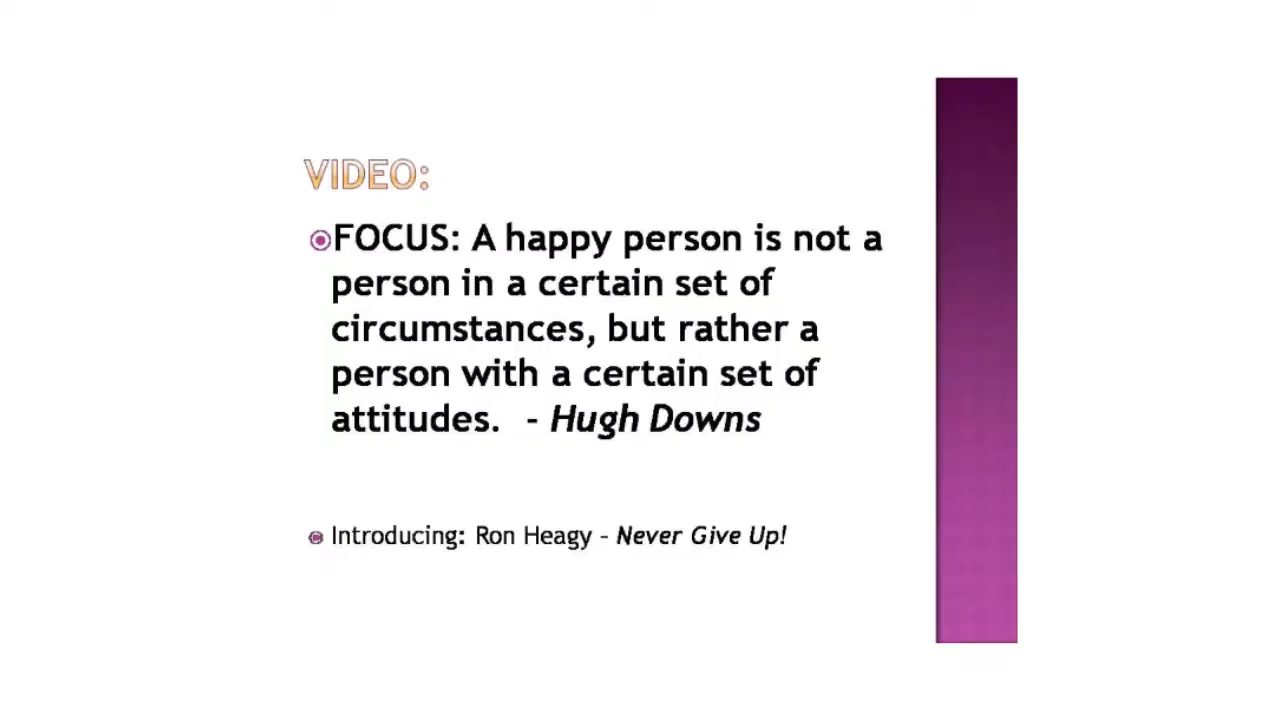 VIDEO:
FOCUS: A happy person is not a
person in a certain set of
circumstances, but rather a
person with a certain set of
attitudes.  - Hugh Downs
Introducing: Ron Heagy – Never Give Up!